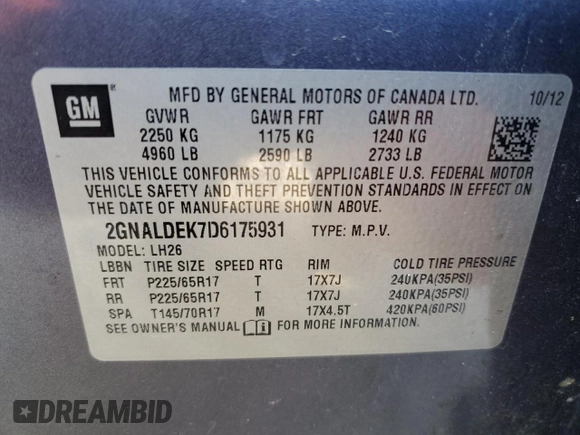 GM
MFD BY GENERAL MOTORS OF CANADA LTD. 10/12
GVWR GAWR FRT GAWR RR
2250 KG 1175 KG 1240 KG
4960 LB 2590 LB 2733 LB
THIS VEHICLE CONFORMS TO ALL APPLICABLE U.S. FEDERAL MOTOR
VEHICLE SAFETY AND THEFT PREVENTION STANDARDS IN EFFECT ON
THE DATE OF MANUFACTURE SHOWN ABOVE.
2GNALDEK7D6175931 TYPE: M.P.V.
MODEL: LH26
LBBN TIRE SIZE SPEED RTG RIM COLD TIRE PRESSURE
FRT P225/65R17 T 17X7J 240KPA(35PSI)
RR P225/65R17 T 17X7J 240KPA(35PSI)
SPA T145/70R17 M 17X4.5T 420KPA(60PSI)
SEE OWNER'S MANUAL FOR MORE INFORMATION.
DREAMBID